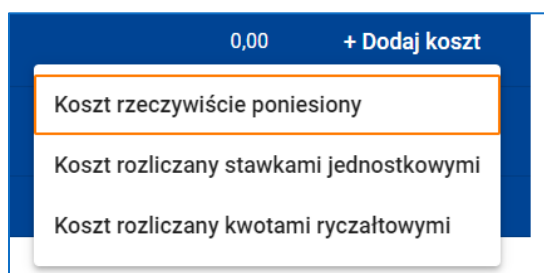 0,00 + Dodaj koszt
Koszt rzeczywiście poniesiony
Koszt rozliczany stawkami jednostkowymi
Koszt rozliczany kwotami ryczałtowymi